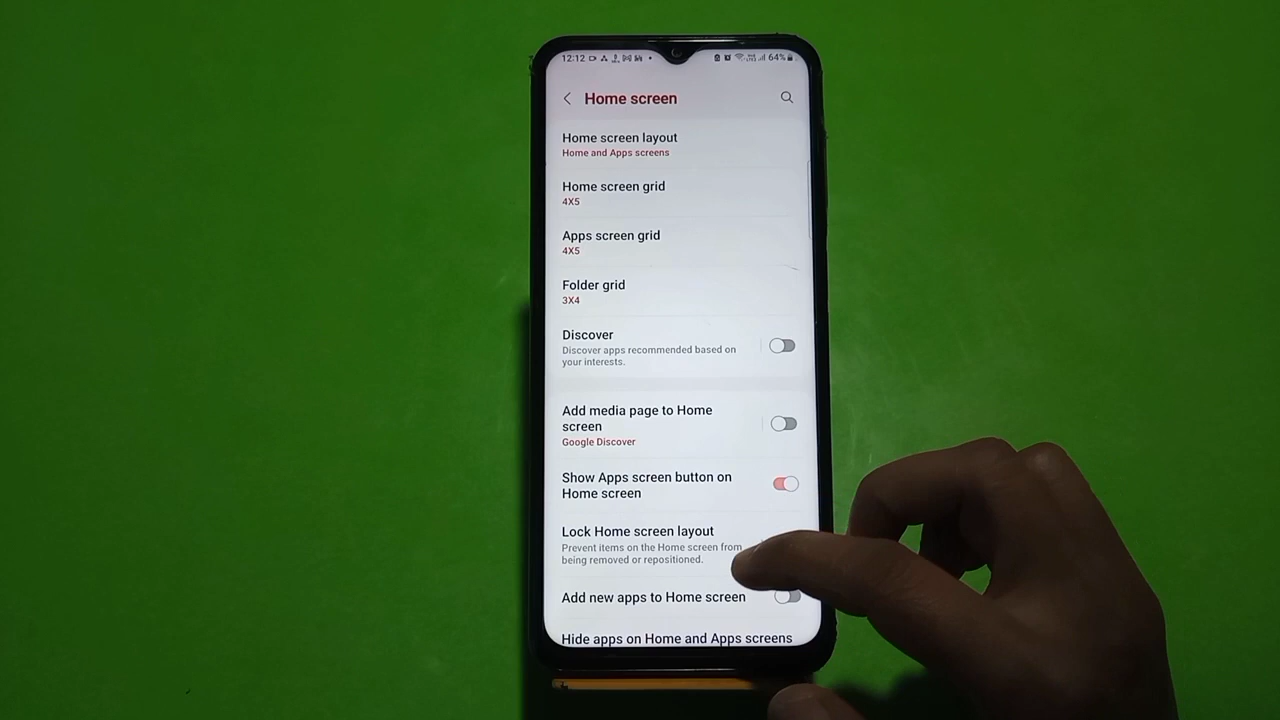 12:12
64%
Home screen
Home screen layout
Home and Apps screens
Home screen grid
4X5
Apps screen grid
4X5
Folder grid
3X4
Discover
Discover apps recommended based on
your interests.
Add media page to Home
screen
Google Discover
Show Apps screen button on
Home screen
Lock Home screen layout
Prevent items on the Home screen from
being removed or repositioned.
Add new apps to Home screen
Hide apps on Home and Apps screens